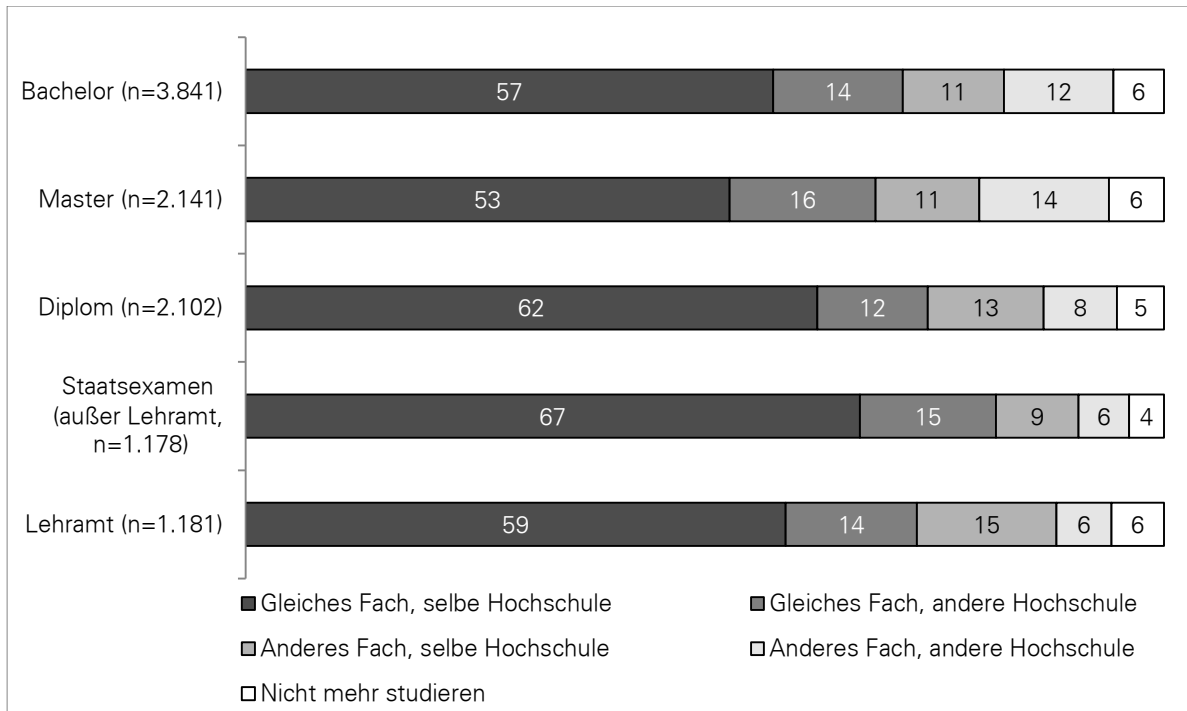 Bachelor (n=3.841)
57 14 11 12 6
Master (n=2.141)
53 16 11 14 6
Diplom (n=2.102)
62 12 13 8 5
Staatsexamen
(außer Lehramt,
n=1.178)
67 15 9 6 4
Lehramt (n=1.181)
59 14 15 6 6
Gleiches Fach, selbe Hochschule
Gleiches Fach, andere Hochschule
Anderes Fach, selbe Hochschule
Anderes Fach, andere Hochschule
Nicht mehr studieren